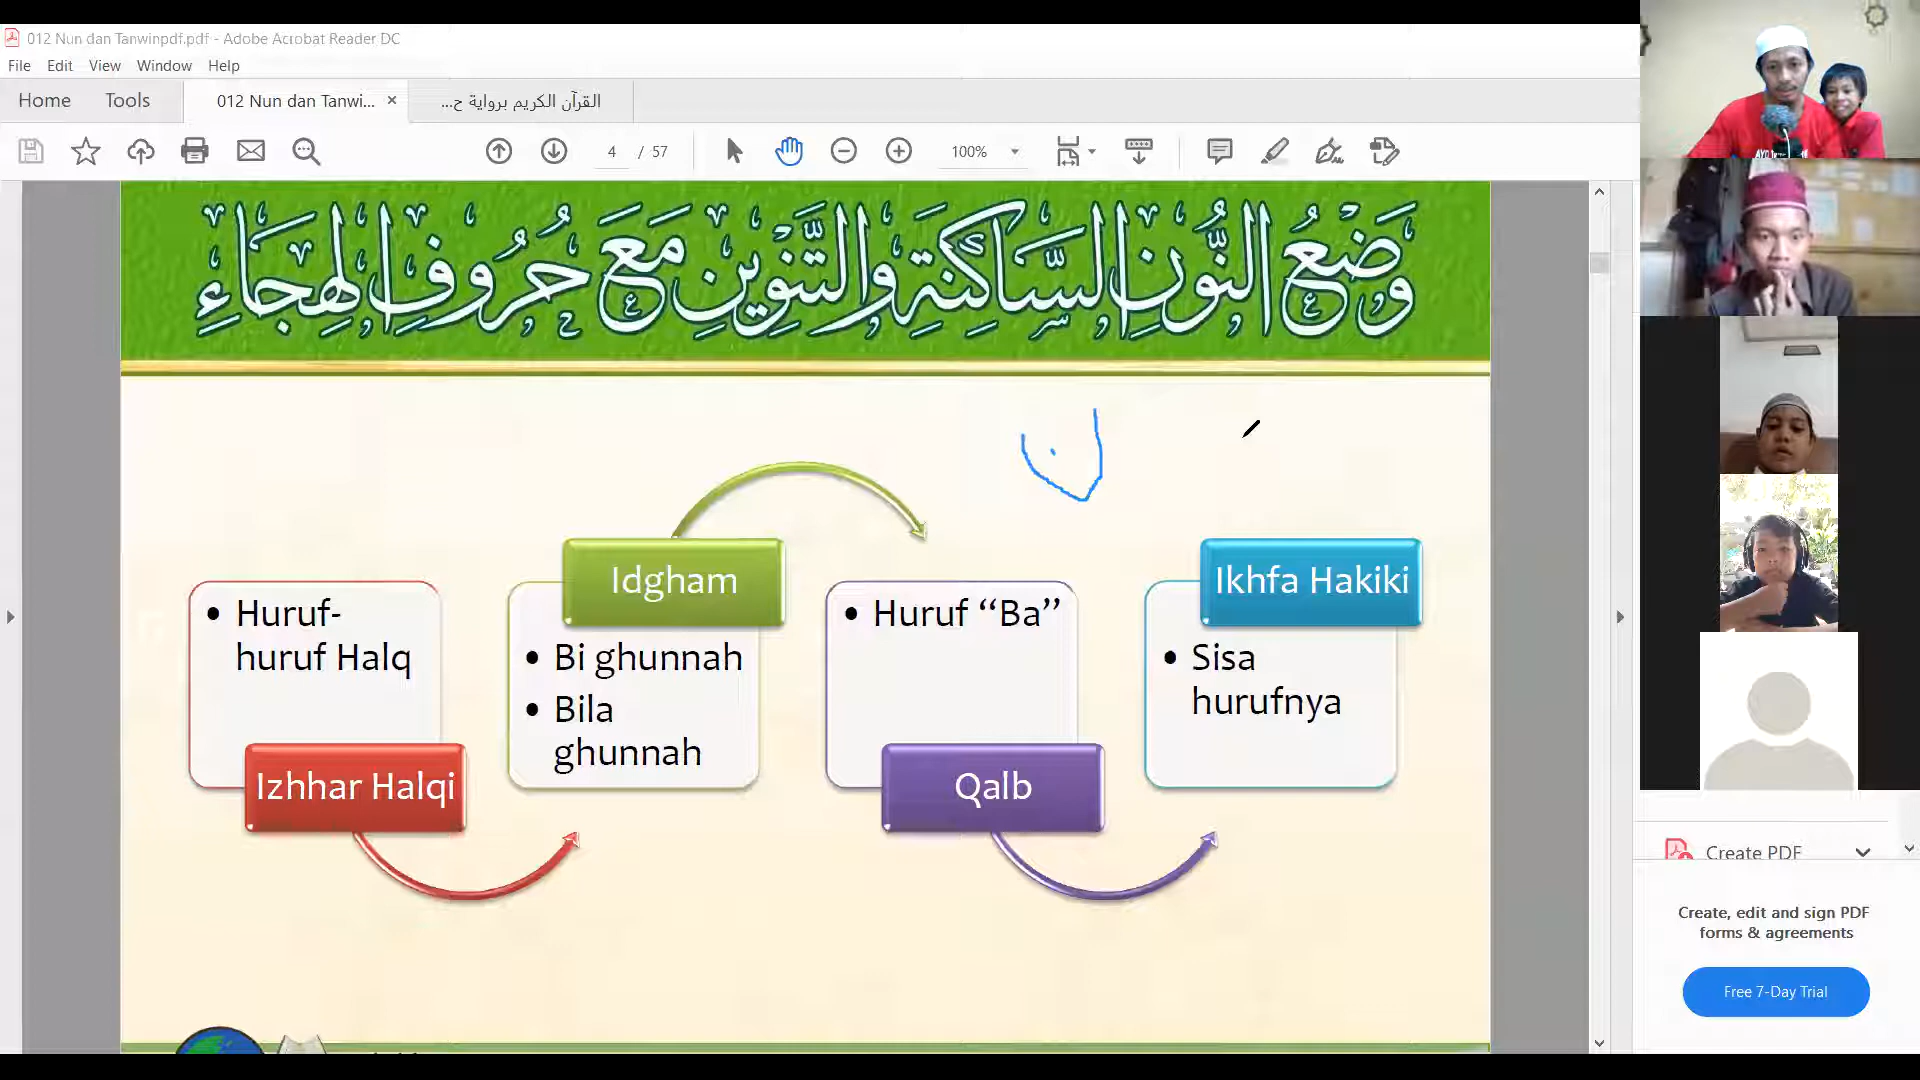 012 Nun dan Tanwinpdf.pdf - Adobe Acrobat Reader DC
File Edit View Window Help
Home Tools 012 Nun dan Tanwi... × القرآن الكريم برواية ح...
4 / 57 100%
وَضْعُ النُّونِ السَّاكِنَةِ وَالتَّنْوِينِ مَعَ حُرُوفِ الهِجَاءِ
Idgham
Ikhfa Hakiki
• Huruf-
huruf Halq
• Bi ghunnah
• Bila
ghunnah
• Huruf “Ba”
• Sisa
hurufnya
Izhhar Halqi
Qalb
ن
Create PDF
Create, edit and sign PDF
forms & agreements
Free 7-Day Trial